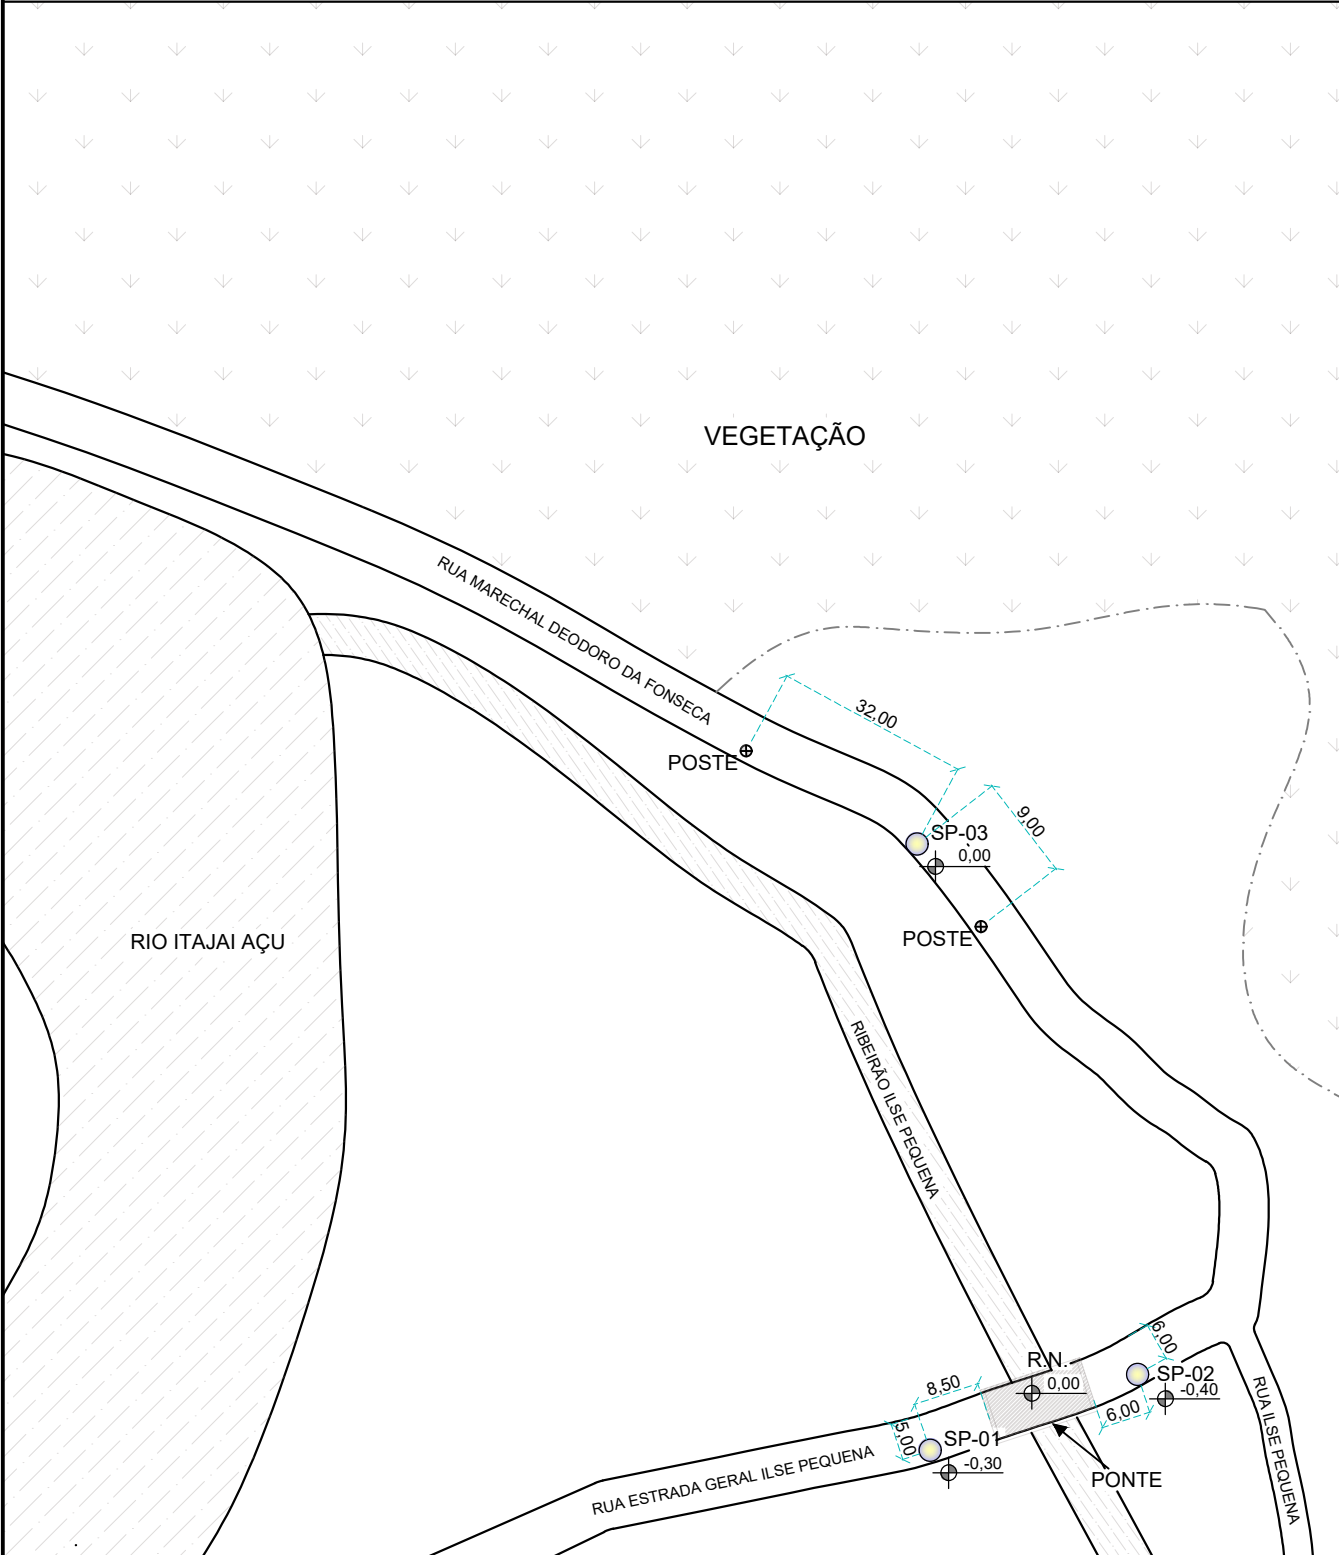 VEGETAÇÃO
RUA MARECHAL DEODORO DA FONSECA
32,00
POSTE
9,00
SP-03
0,00
POSTE
RIO ITAJAI AÇU
RIBEIRÃO ILSE PEQUENA
6,00
R.N.
0,00
SP-02
-0,40
8,50
6,00
5,00
SP-01
-0,30
RUA ESTRADA GERAL ILSE PEQUENA
PONTE
RUA ILSE PEQUENA